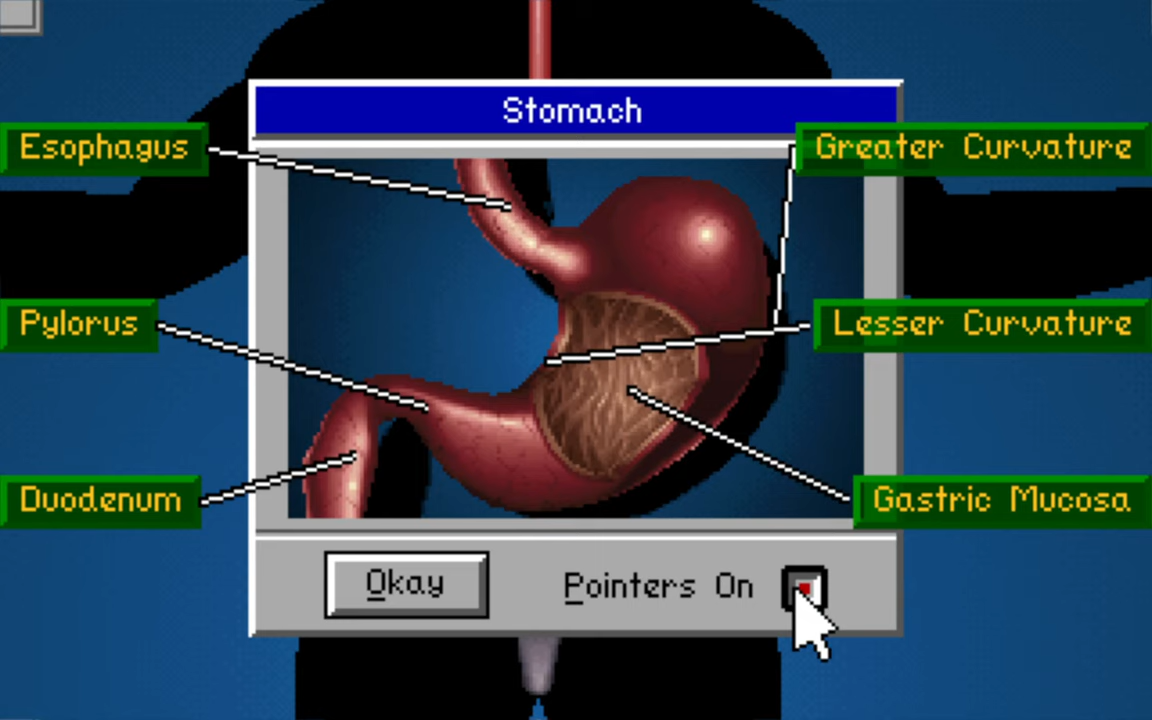 Stomach
Esophagus
Greater Curvature
Pylorus
Lesser Curvature
Duodenum
Gastric Mucosa
Okay
Pointers On